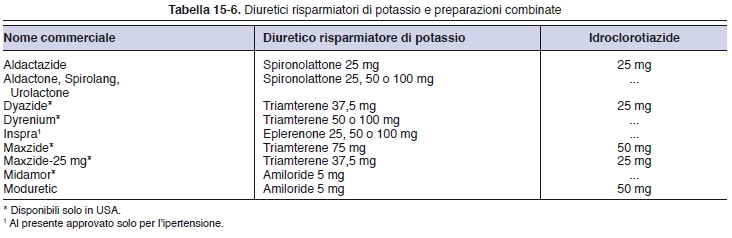 Tabella 15-6. Diuretici risparmiatori di potassio e preparazioni combinate
Nome commerciale Diuretico risparmiatore di potassio Idroclorotiazide
Aldactazide Spironolattone 25 mg 25 mg
Aldactone, Spirolang, Spironolattone 25, 50 o 100 mg ...
Urolactone
Dyazide* Triamterene 37,5 mg 25 mg
Dyrenium* Triamterene 50 o 100 mg ...
Inspra¹ Eplerenone 25, 50 o 100 mg ...
Maxzide* Triamterene 75 mg 50 mg
Maxzide-25 mg* Triamterene 37,5 mg 25 mg
Midamor* Amiloride 5 mg ...
Moduretic Amiloride 5 mg 50 mg
* Disponibili solo in USA.
¹ Al presente approvato solo per l'ipertensione.